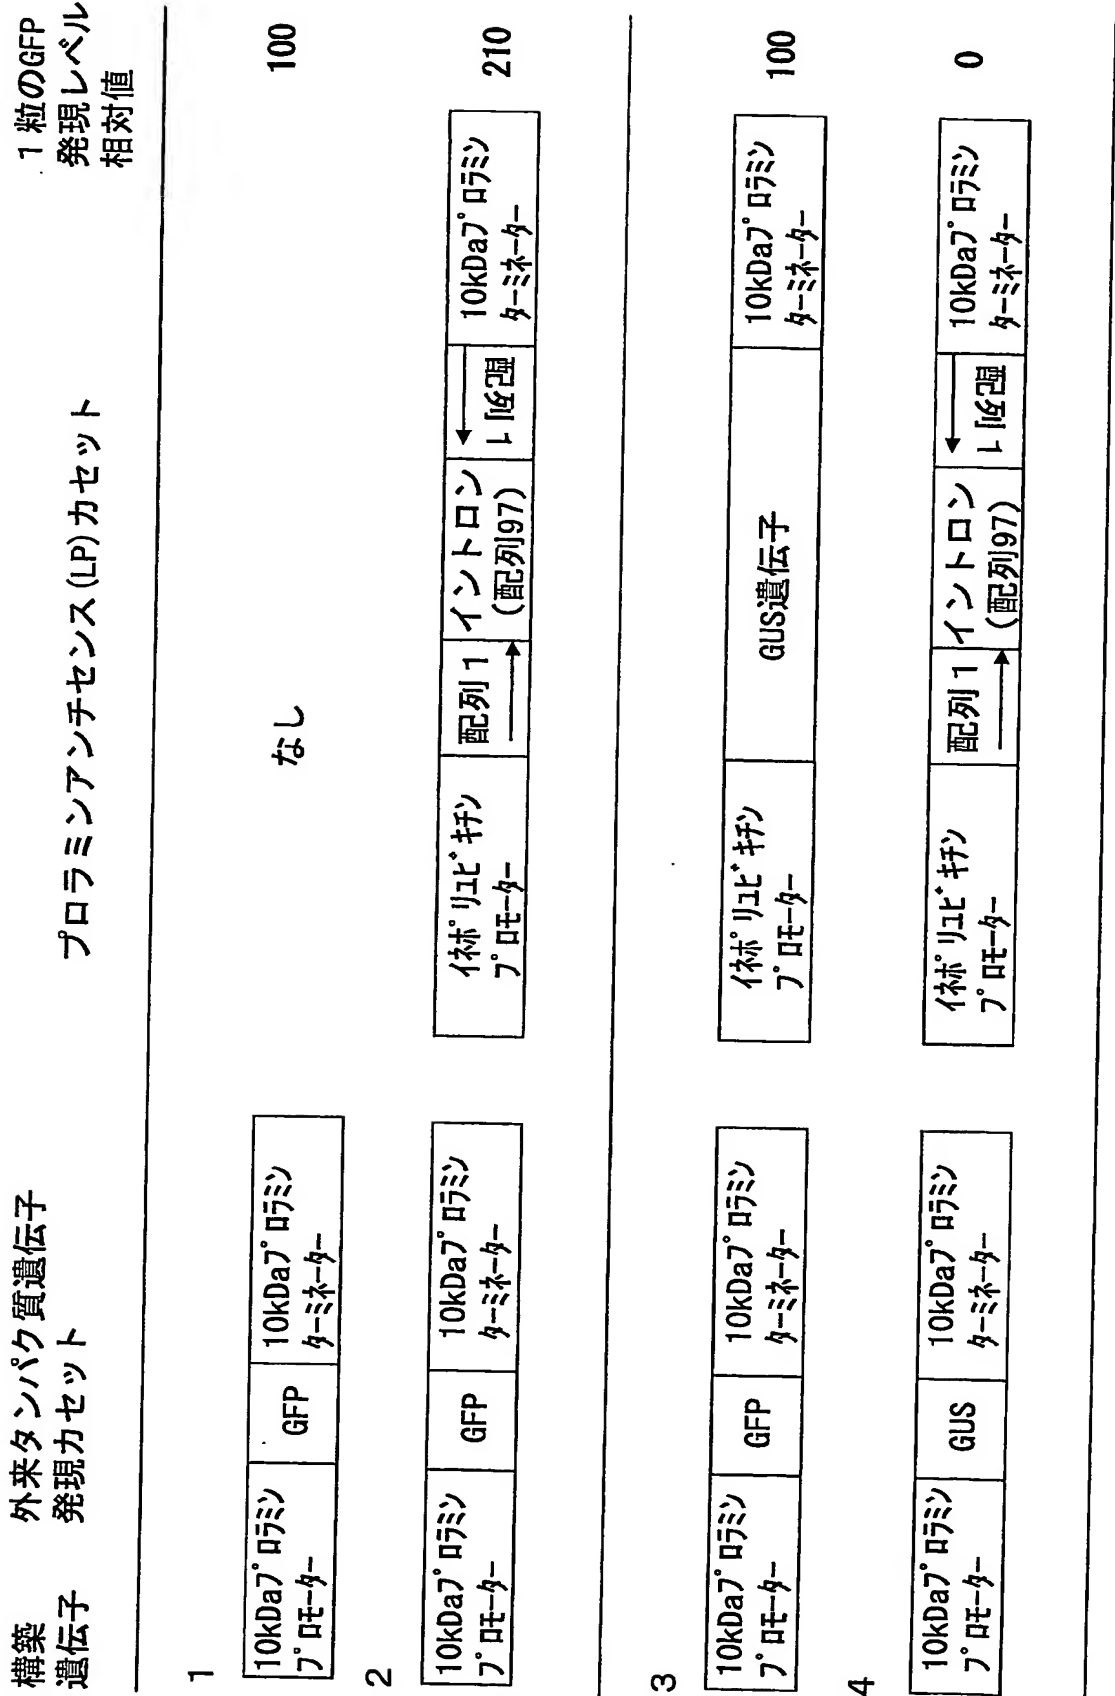 構築
遺伝子
外来タンパク質遺伝子
発現カセット
プロラミンアンチセンス(LP)カセット
1粒のGFP
発現レベル
相対値
1
10kDaプロラミン
プロモーター
GFP
10kDaプロラミン
ターミネーター
なし
100
2
10kDaプロラミン
プロモーター
GFP
10kDaプロラミン
ターミネーター
イネポリユビキチン
プロモーター
配列1
イントロン
(配列97)
配列1
10kDaプロラミン
ターミネーター
210
3
10kDaプロラミン
プロモーター
GFP
10kDaプロラミン
ターミネーター
イネポリユビキチン
プロモーター
GUS遺伝子
10kDaプロラミン
ターミネーター
100
4
10kDaプロラミン
プロモーター
GUS
10kDaプロラミン
ターミネーター
イネポリユビキチン
プロモーター
配列1
イントロン
(配列97)
配列1
10kDaプロラミン
ターミネーター
0